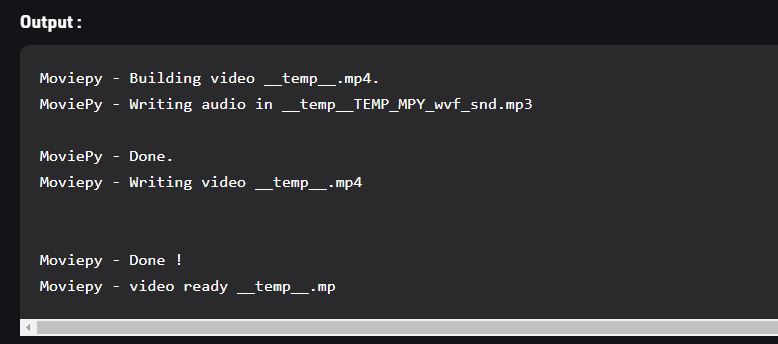 Output :
Moviepy - Building video __temp__.mp4.
MoviePy - Writing audio in __temp__TEMP_MPY_wvf_snd.mp3
MoviePy - Done.
Moviepy - Writing video __temp__.mp4
Moviepy - Done !
Moviepy - video ready __temp__.mp